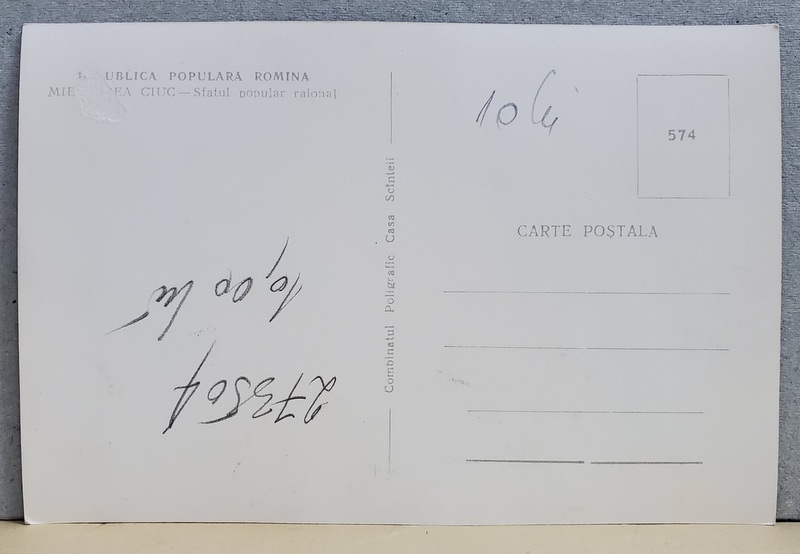 UBLICA POPULARĂ ROMINA
MIE REA CIUC — Sfatul popular raional
10 lei
574
CARTE POȘTALA
Combinatul Poligrafic Casa Scînteii
10,00 lei
273504